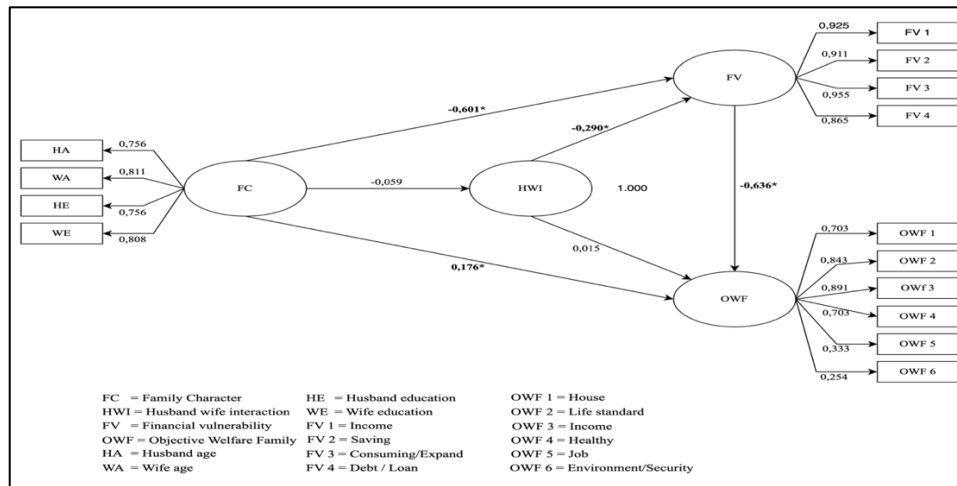 0,925
FV 1
0,911
FV 2
FV
0,955
FV 3
0,865
FV 4
-0,601*
-0,290*
HA
0,756
WA
0,811
FC
-0,059
HWI
1.000
-0,636*
HE
0,756
WE
0,808
0,015
0,176*
0,703
OWF 1
0,843
OWF 2
0,891
OWf 3
OWF
0,703
OWF 4
0,333
OWF 5
0,254
OWF 6
FC = Family Character
HWI = Husband wife interaction
FV = Financial vulnerability
OWF = Objective Welfare Family
HA = Husband age
WA = Wife age
HE = Husband education
WE = Wife education
FV 1 = Income
FV 2 = Saving
FV 3 = Consuming/Expand
FV 4 = Debt / Loan
OWF 1 = House
OWF 2 = Life standard
OWF 3 = Income
OWF 4 = Healthy
OWF 5 = Job
OWF 6 = Environment/Security